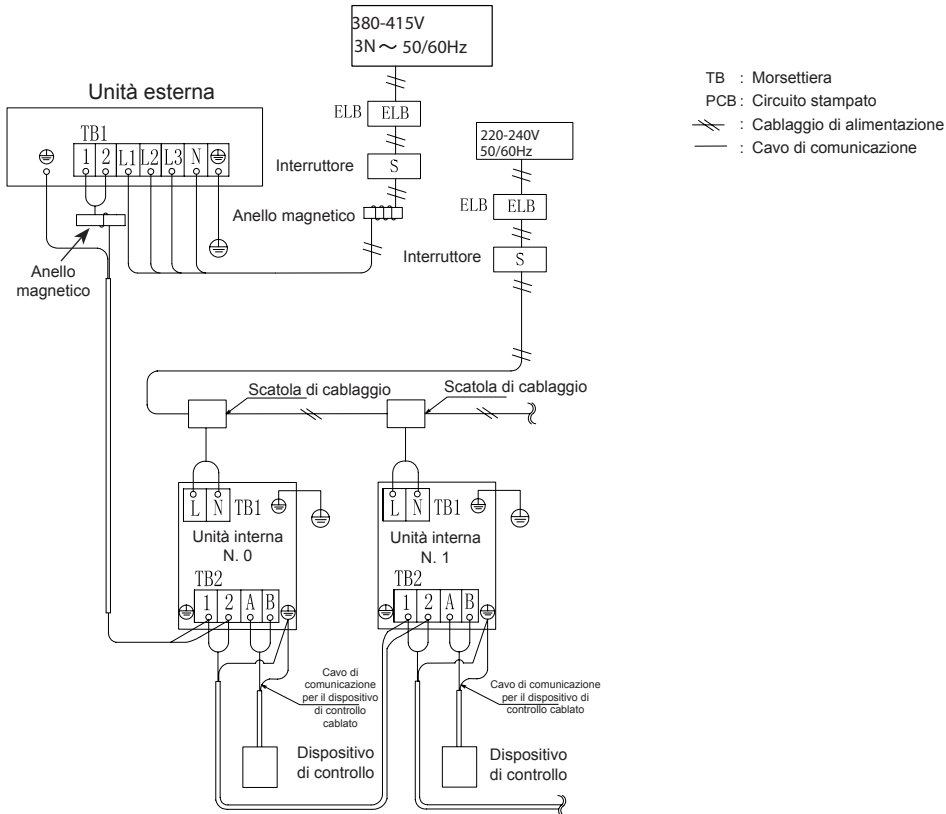 380-415V
3N～ 50/60Hz
TB : Morsettiera
PCB : Circuito stampato
: Cablaggio di alimentazione
: Cavo di comunicazione
Unità esterna
ELB ELB
TB1
1 2 L1 L2 L3 N
220-240V
50/60Hz
Interruttore S
ELB ELB
Anello magnetico
Interruttore S
Anello
magnetico
Scatola di cablaggio
Scatola di cablaggio
L N TB1
Unità interna
N. 0
TB2
1 2 A B
L N TB1
Unità interna
N. 1
TB2
1 2 A B
Cavo di
comunicazione
per il dispositivo
di controllo
cablato
Cavo di comunicazione
per il dispositivo di
controllo cablato
Dispositivo
di controllo
Dispositivo
di controllo